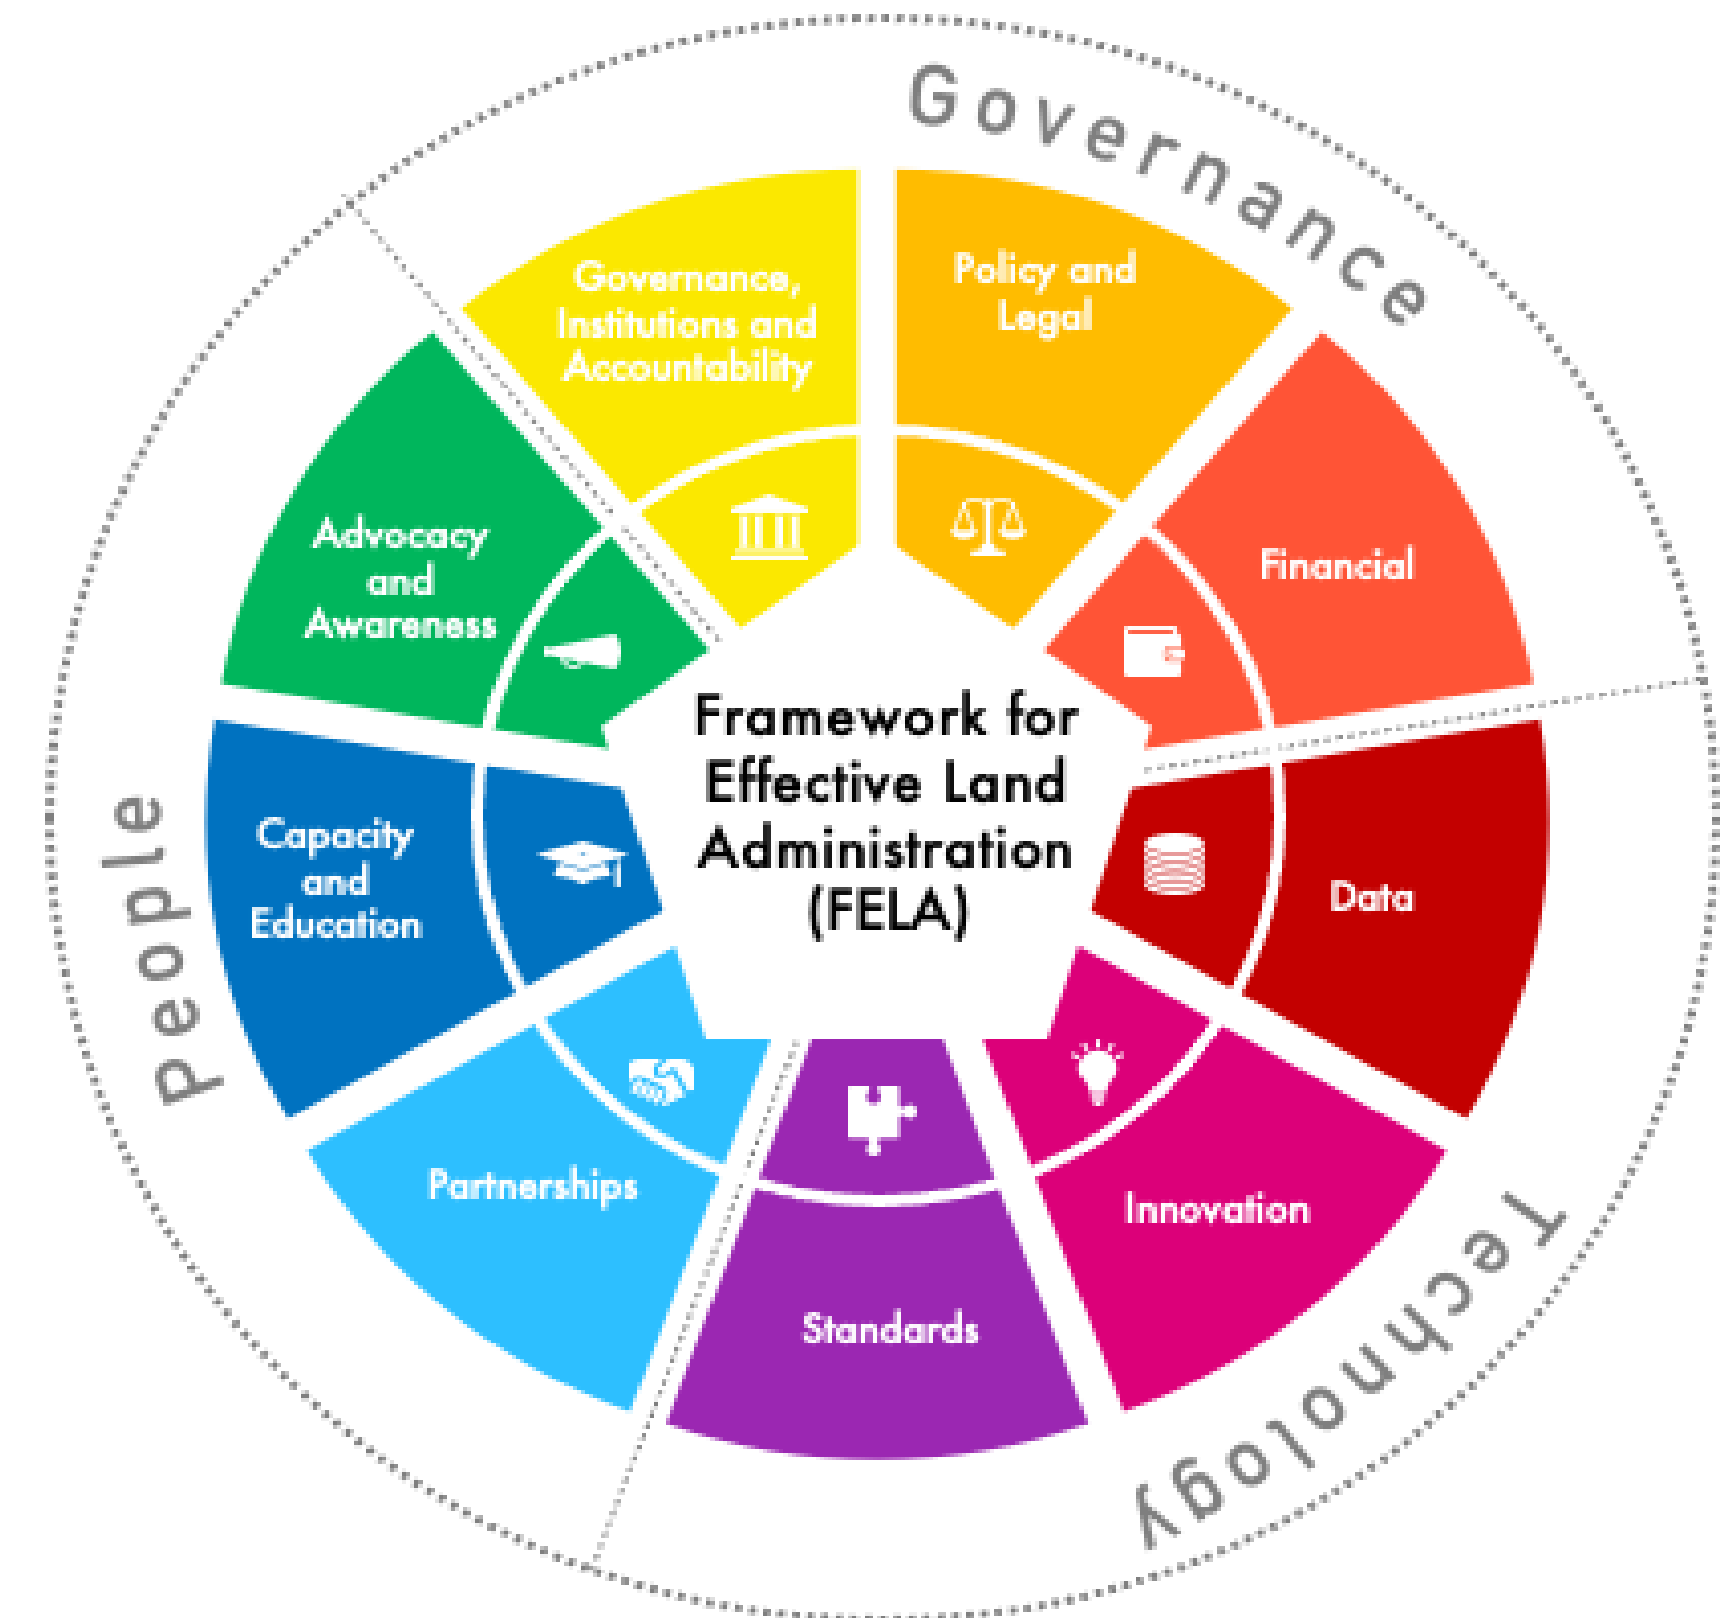 Governance
Governance,
Institutions and
Accountability
Policy and
Legal
Financial
Advocacy
and
Awareness
Framework for
Effective Land
Administration
(FELA)
People
Capacity
and
Education
Data
Partnerships
Innovation
Technology
Standards